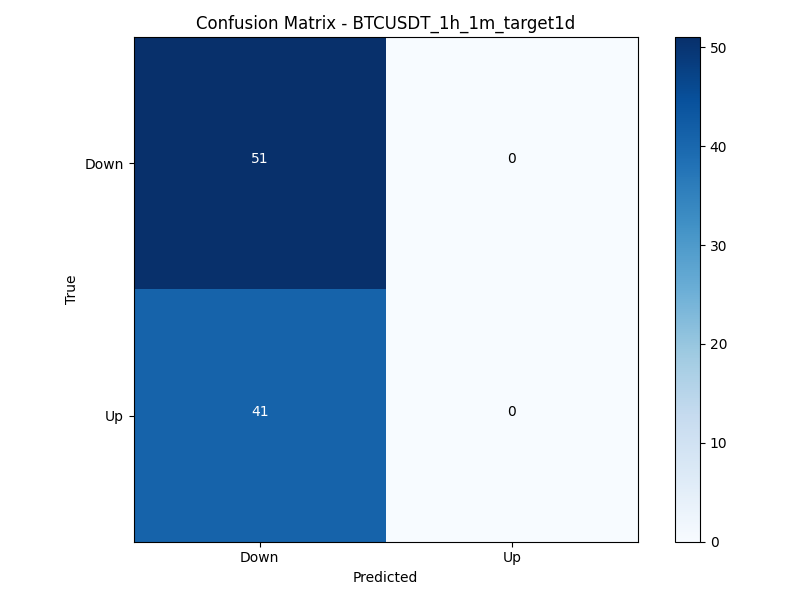 Confusion Matrix - BTCUSDT_1h_1m_target1d
50
Down
51
0
40
30
True
20
Up
41
0
10
0
Down
Up
Predicted